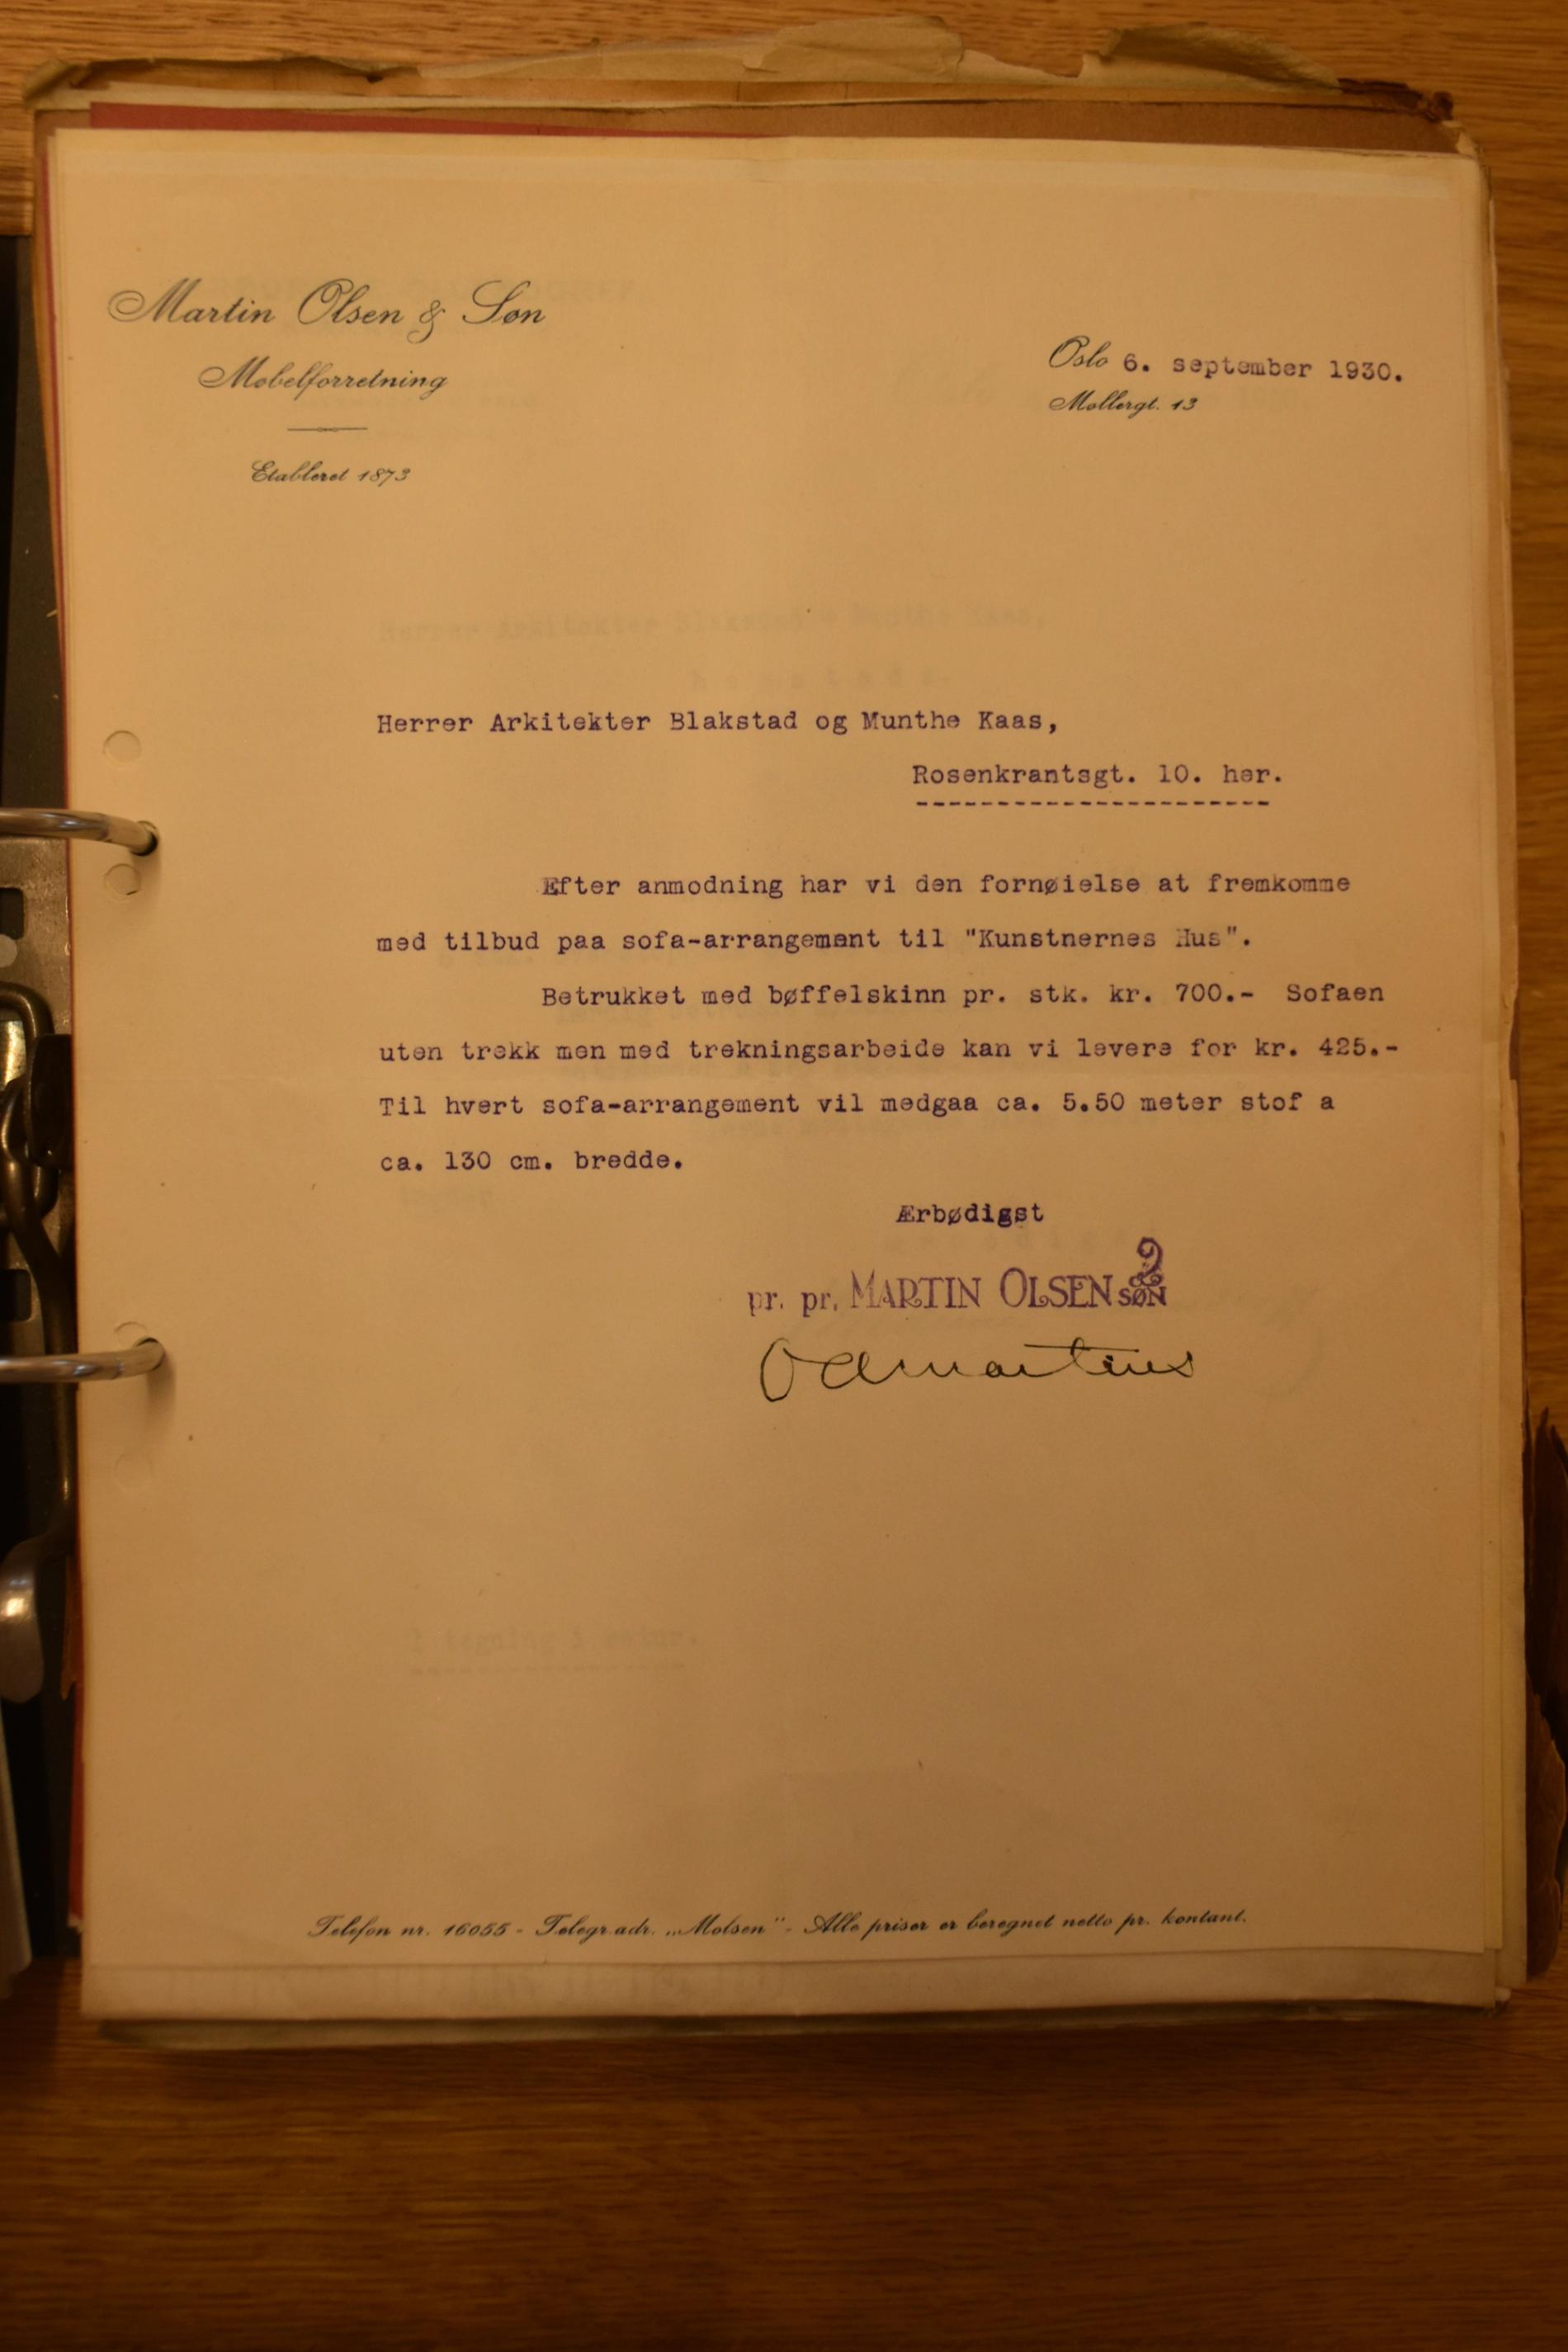 Martin Olsen & Søn
Møbelforretning
Etableret 1873
Oslo 6. september 1930.
Møllergt. 13
Herrer Arkitekter Blakstad og Munthe Kaas,
Rosenkrantsgt. 10. her.
Efter anmodning har vi den fornøielse at fremkomme
med tilbud paa sofa-arrangement til "Kunstnernes Hus".
Betrukket med bøffelskinn pr. stk. kr. 700.- Sofaen
uten trekk men med trekningsarbeide kan vi levere for kr. 425.-
Til hvert sofa-arrangement vil medgaa ca. 5.50 meter stof a
ca. 130 cm. bredde.
Ærbødigst
pr. pr. MARTIN OLSEN & SØN
Telefon nr. 16055 - Telegr.adr. „Molsen" - Alle priser er beregnet netto pr. kontant.